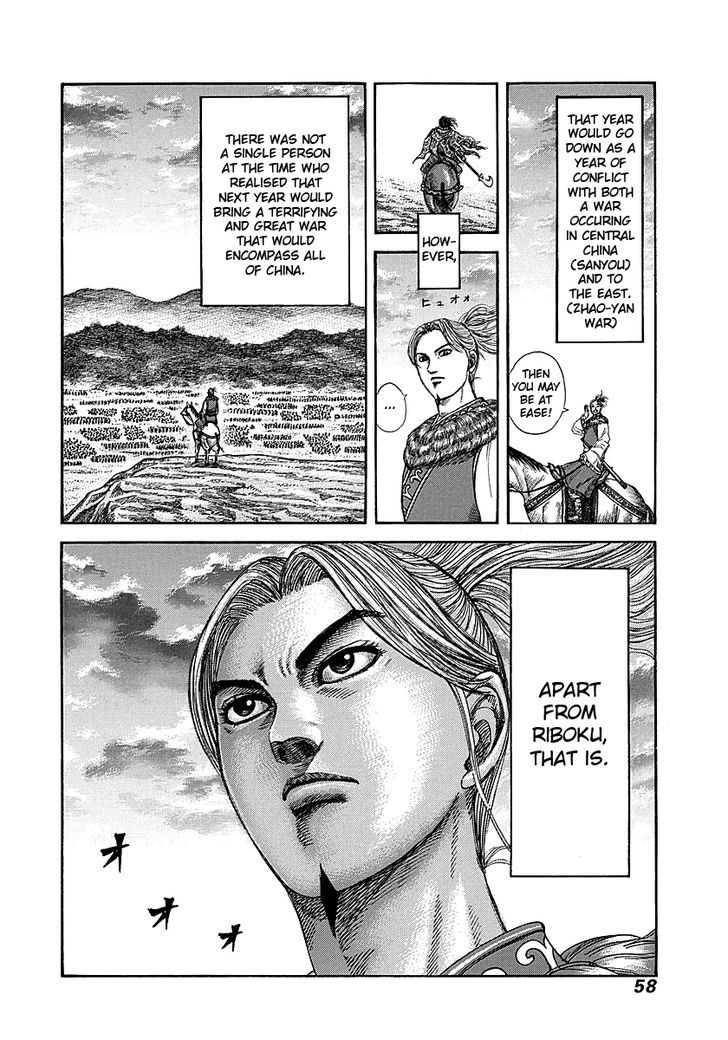 THAT YEAR
WOULD GO
DOWN AS A
YEAR OF
CONFLICT
WITH BOTH
A WAR
OCCURING
IN CENTRAL
CHINA
(SANYOU)
AND TO
THE EAST.
(ZHAO-YAN
WAR)
THEN
YOU MAY
BE AT
EASE!
HOW-
EVER,
ヒュオオ
...
THERE WAS NOT
A SINGLE PERSON
AT THE TIME WHO
REALISED THAT
NEXT YEAR WOULD
BRING A TERRIFYING
AND GREAT WAR
THAT WOULD
ENCOMPASS ALL
OF CHINA.
APART
FROM
RIBOKU,
THAT IS.
オ
オ
オ
58